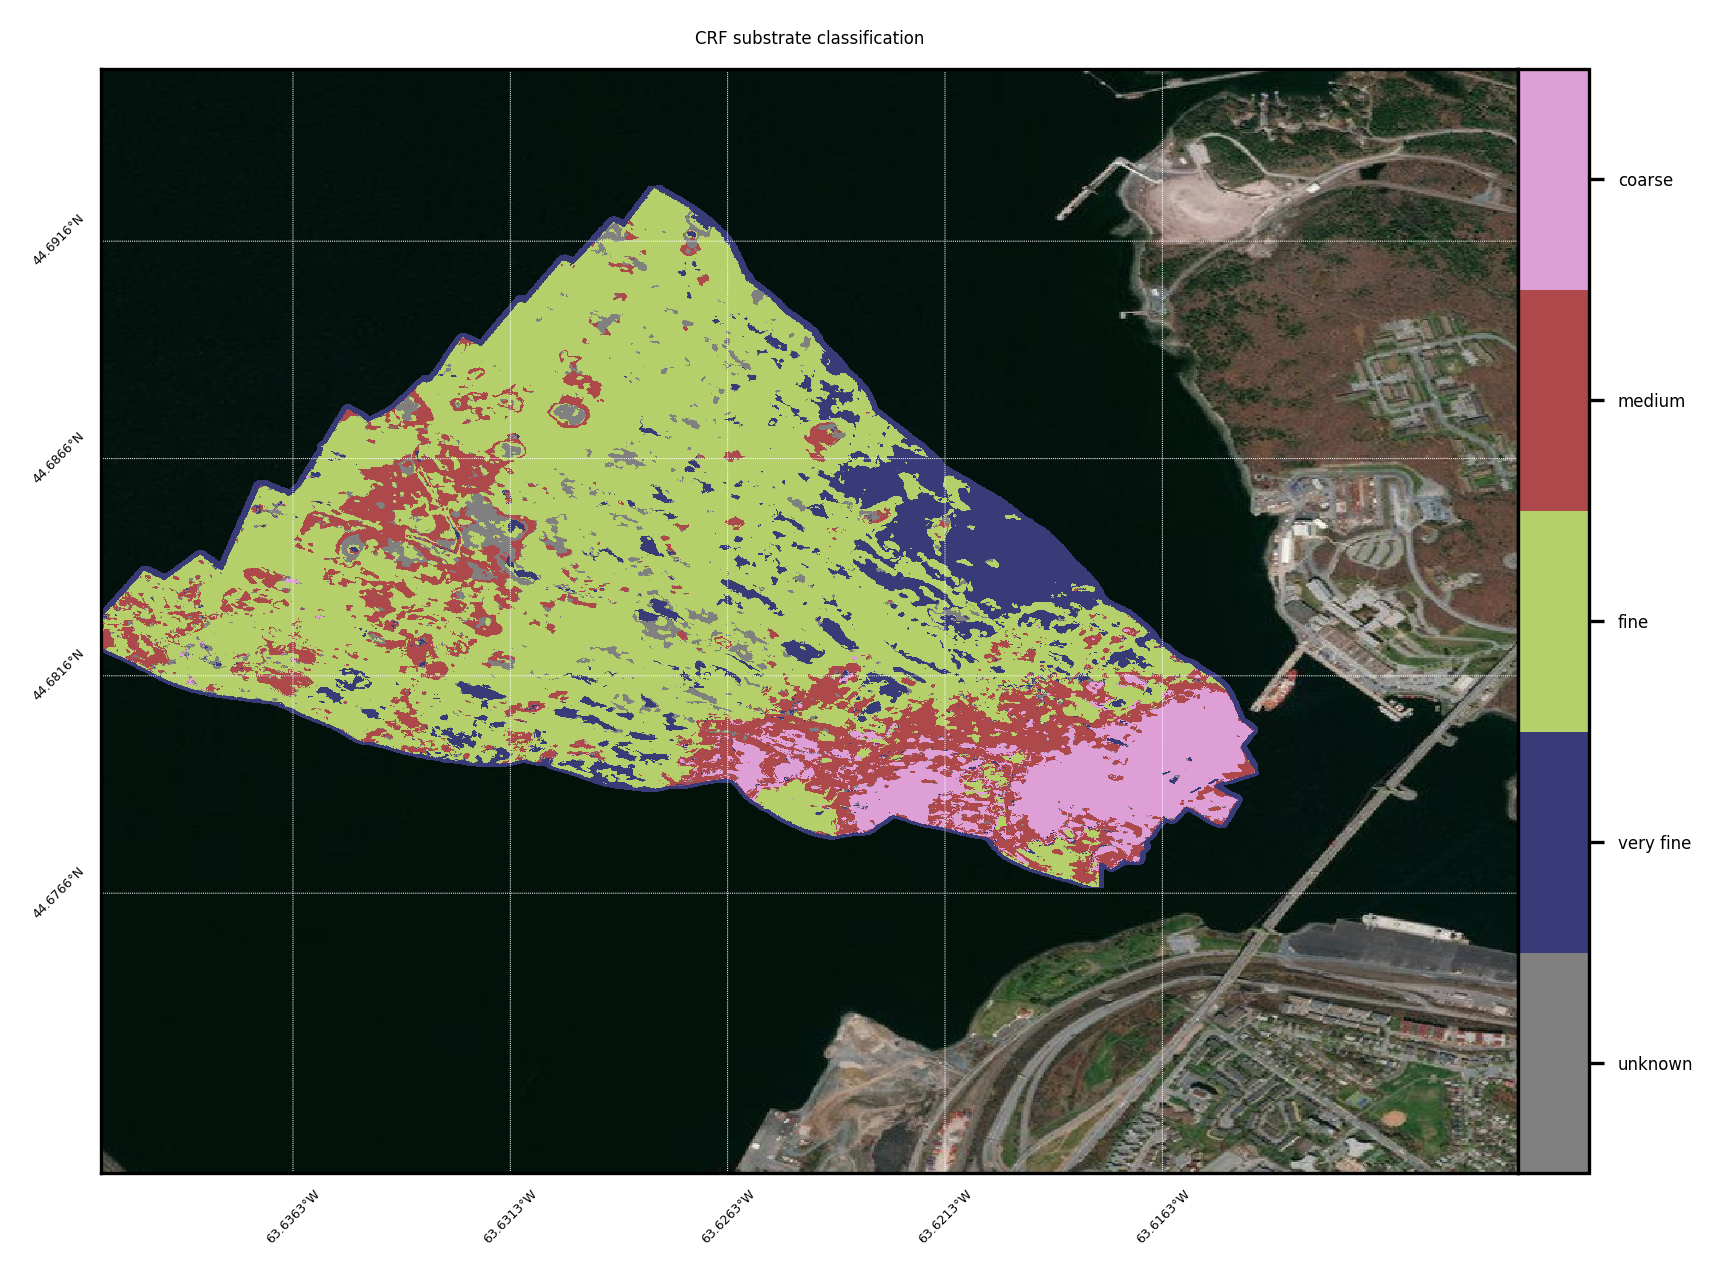 CRF substrate classification
44.6916°N
44.6866°N
44.6816°N
44.6766°N
63.6363°W
63.6313°W
63.6263°W
63.6213°W
63.6163°W
coarse
medium
fine
very fine
unknown